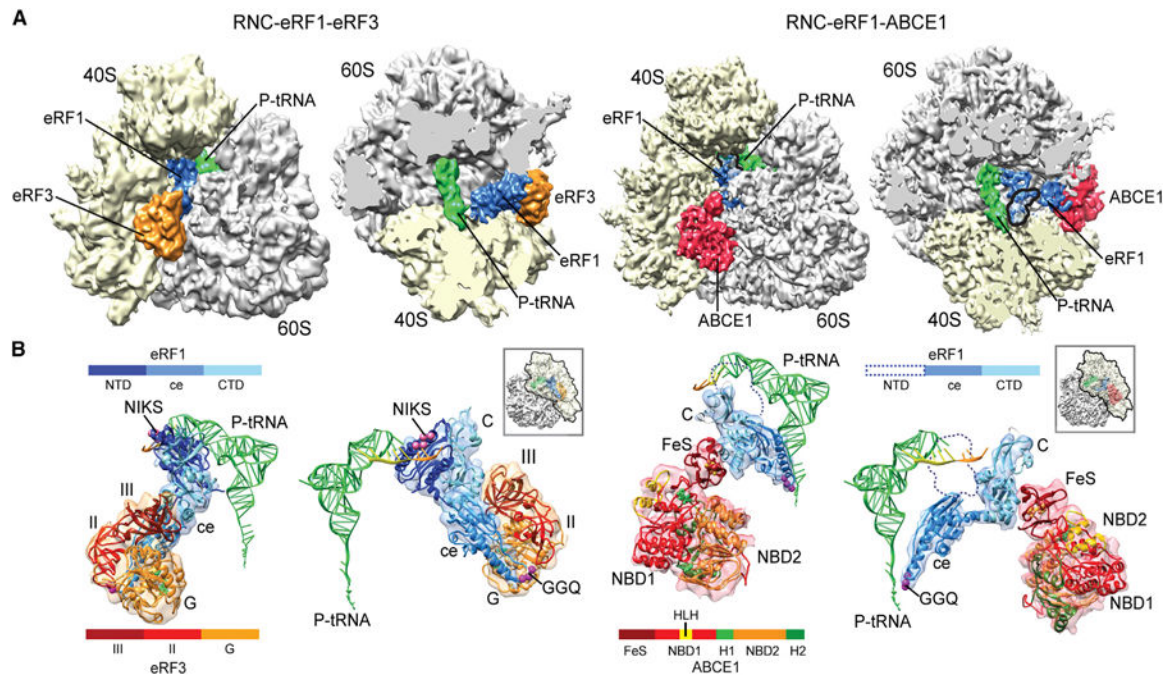 A
RNC-eRF1-eRF3
RNC-eRF1-ABCE1
40S
P-tRNA
eRF1
eRF3
60S
60S
eRF3
eRF1
P-tRNA
40S
40S
P-tRNA
eRF1
ABCE1
60S
60S
ABCE1
eRF1
P-tRNA
40S
B
eRF1
NTD ce CTD
NIKS
P-tRNA
III
II
ce
G
III II G
eRF3
NIKS
C
III
II
ce
GGQ
G
P-tRNA
P-tRNA
C
FeS
NBD2
NBD1
HLH
FeS NBD1 H1 NBD2 H2
ABCE1
eRF1
NTD ce CTD
C
FeS
NBD2
ce
NBD1
GGQ
P-tRNA